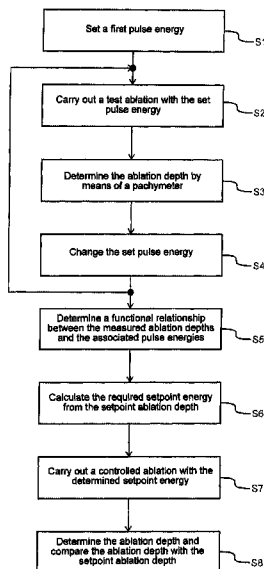 Set a first pulse energy
S1
Carry out a test ablation with the set
pulse energy
S2
Determine the ablation depth by
means of a pachymeter
S3
Change the set pulse energy
S4
Determine a functional relationship
between the measured ablation depths
and the associated pulse energies
S5
Calculate the required setpoint energy
from the setpoint ablation depth
S6
Carry out a controlled ablation with the
determined setpoint energy
S7
Determine the ablation depth and
compare the ablation depth with the
setpoint ablation depth
S8